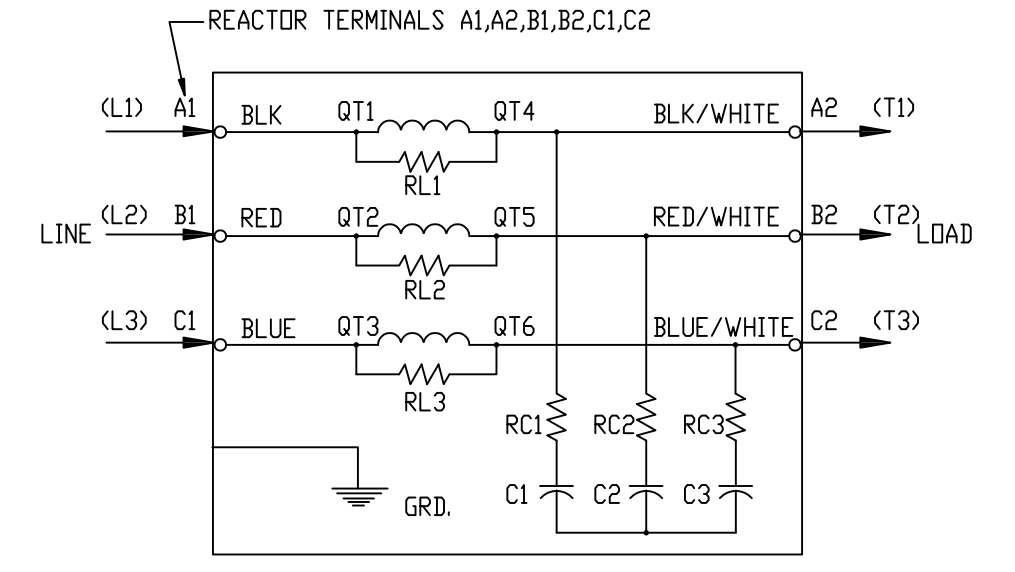 REACTOR TERMINALS A1,A2,B1,B2,C1,C2
(L1) A1 BLK QT1 QT4 BLK/WHITE A2 (T1)
RL1
LINE (L2) B1 RED QT2 QT5 RED/WHITE B2 (T2) LOAD
RL2
(L3) C1 BLUE QT3 QT6 BLUE/WHITE C2 (T3)
RL3
RC1 RC2 RC3
GRD. C1 C2 C3